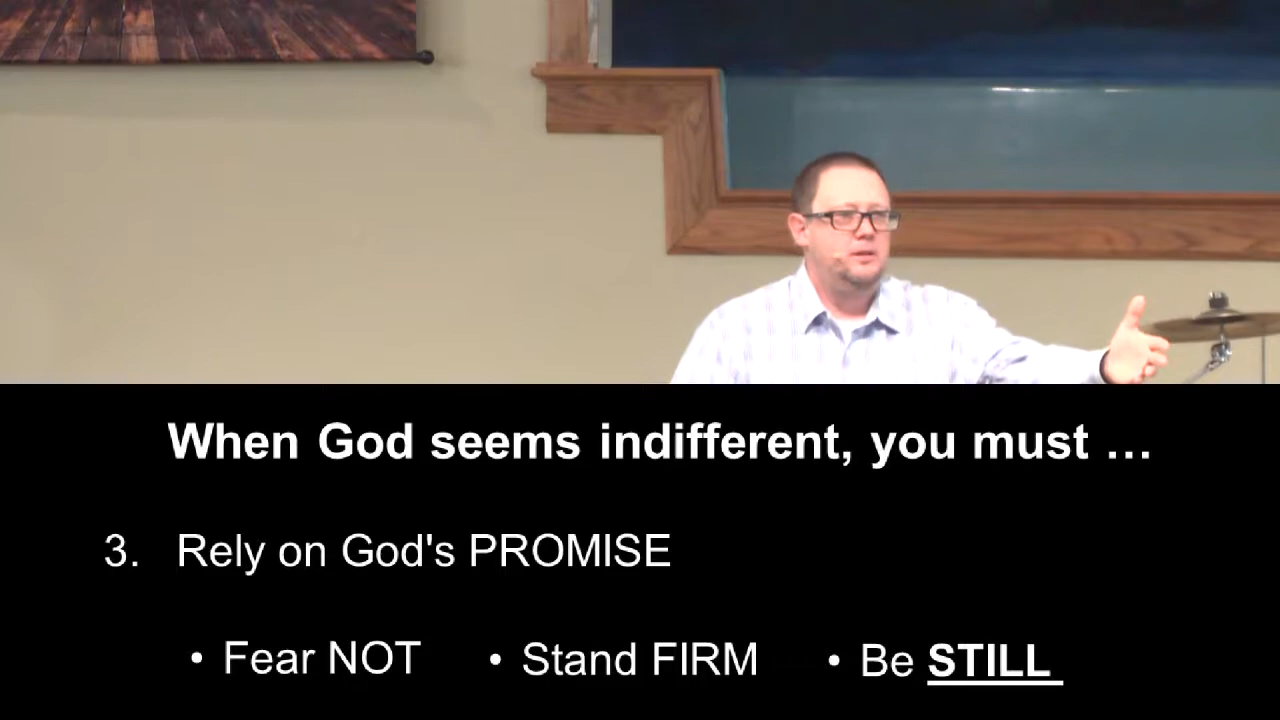 When God seems indifferent, you must …
3. Rely on God's PROMISE
• Fear NOT • Stand FIRM • Be STILL